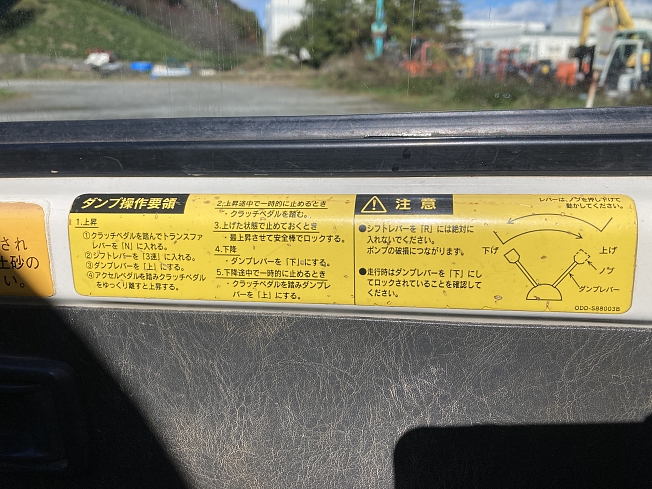 され
土砂の
い。
ダンプ操作要領
1.上昇
①クラッチペダルを踏んでトランスファ
レバーを「N」に入れる。
②シフトレバーを「3速」に入れる。
③ダンプレバーを「上」にする。
④アクセルペダルを踏みクラッチペダル
をゆっくり離すと上昇する。
2.上昇途中で一時的に止めるとき
・クラッチペダルを踏む。
3.上げた状態で止めておくとき
・最上昇させて安全棒でロックする。
4.下降
・ダンプレバーを「下」にする。
5.下降途中で一時的に止めるとき
・クラッチペダルを踏みダンプレ
バーを「上」にする。
注意
●シフトレバーを「R」には絶対に
入れないでください。
ポンプの破損につながります。
●走行時はダンプレバーを「下」にし
てロックされていることを確認して
ください。
レバーは、ノブを押し下げて
動かしてください。
下げ
上げ
ノブ
ダンプレバー
ODD-S88003B